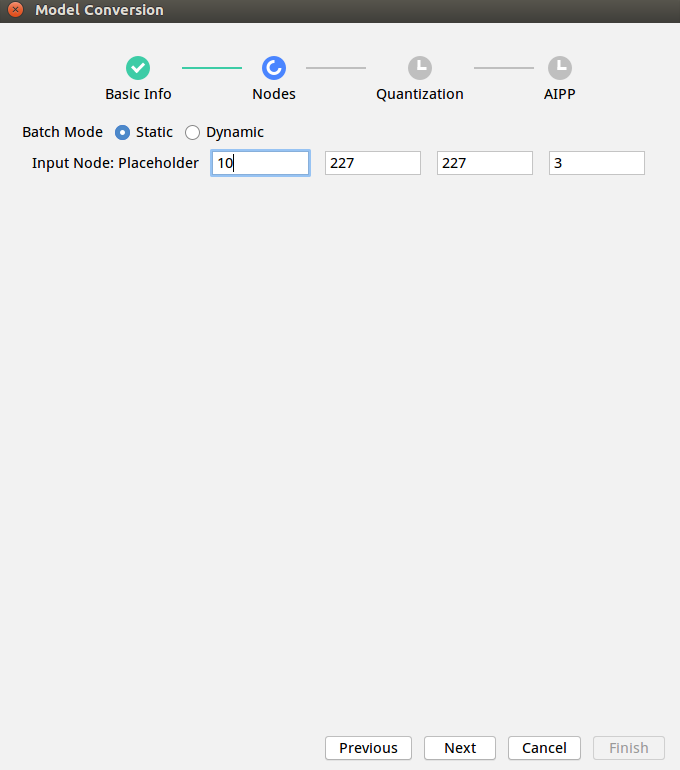 Model Conversion
Basic Info Nodes Quantization AIPP
Batch Mode Static Dynamic
Input Node: Placeholder 10 227 227 3
Previous Next Cancel Finish